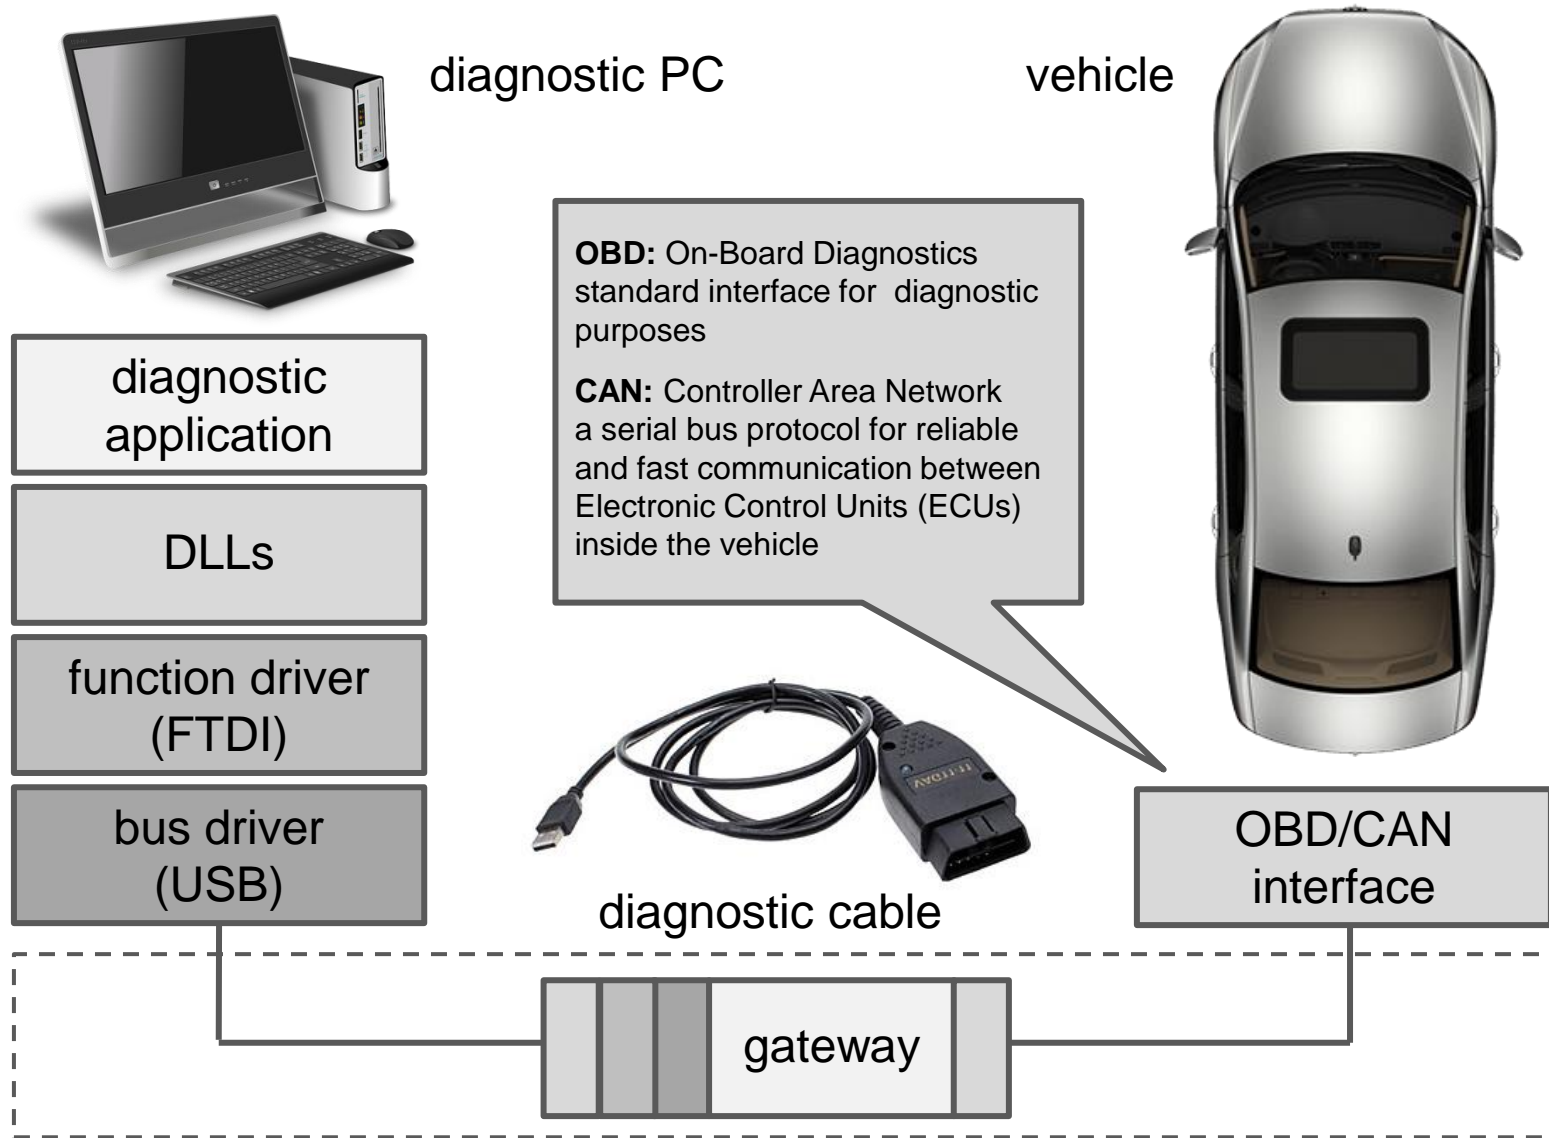 diagnostic PC
vehicle
OBD: On-Board Diagnostics
standard interface for diagnostic
purposes
CAN: Controller Area Network
a serial bus protocol for reliable
and fast communication between
Electronic Control Units (ECUs)
inside the vehicle
diagnostic
application
DLLs
function driver
(FTDI)
bus driver
(USB)
diagnostic cable
OBD/CAN
interface
gateway